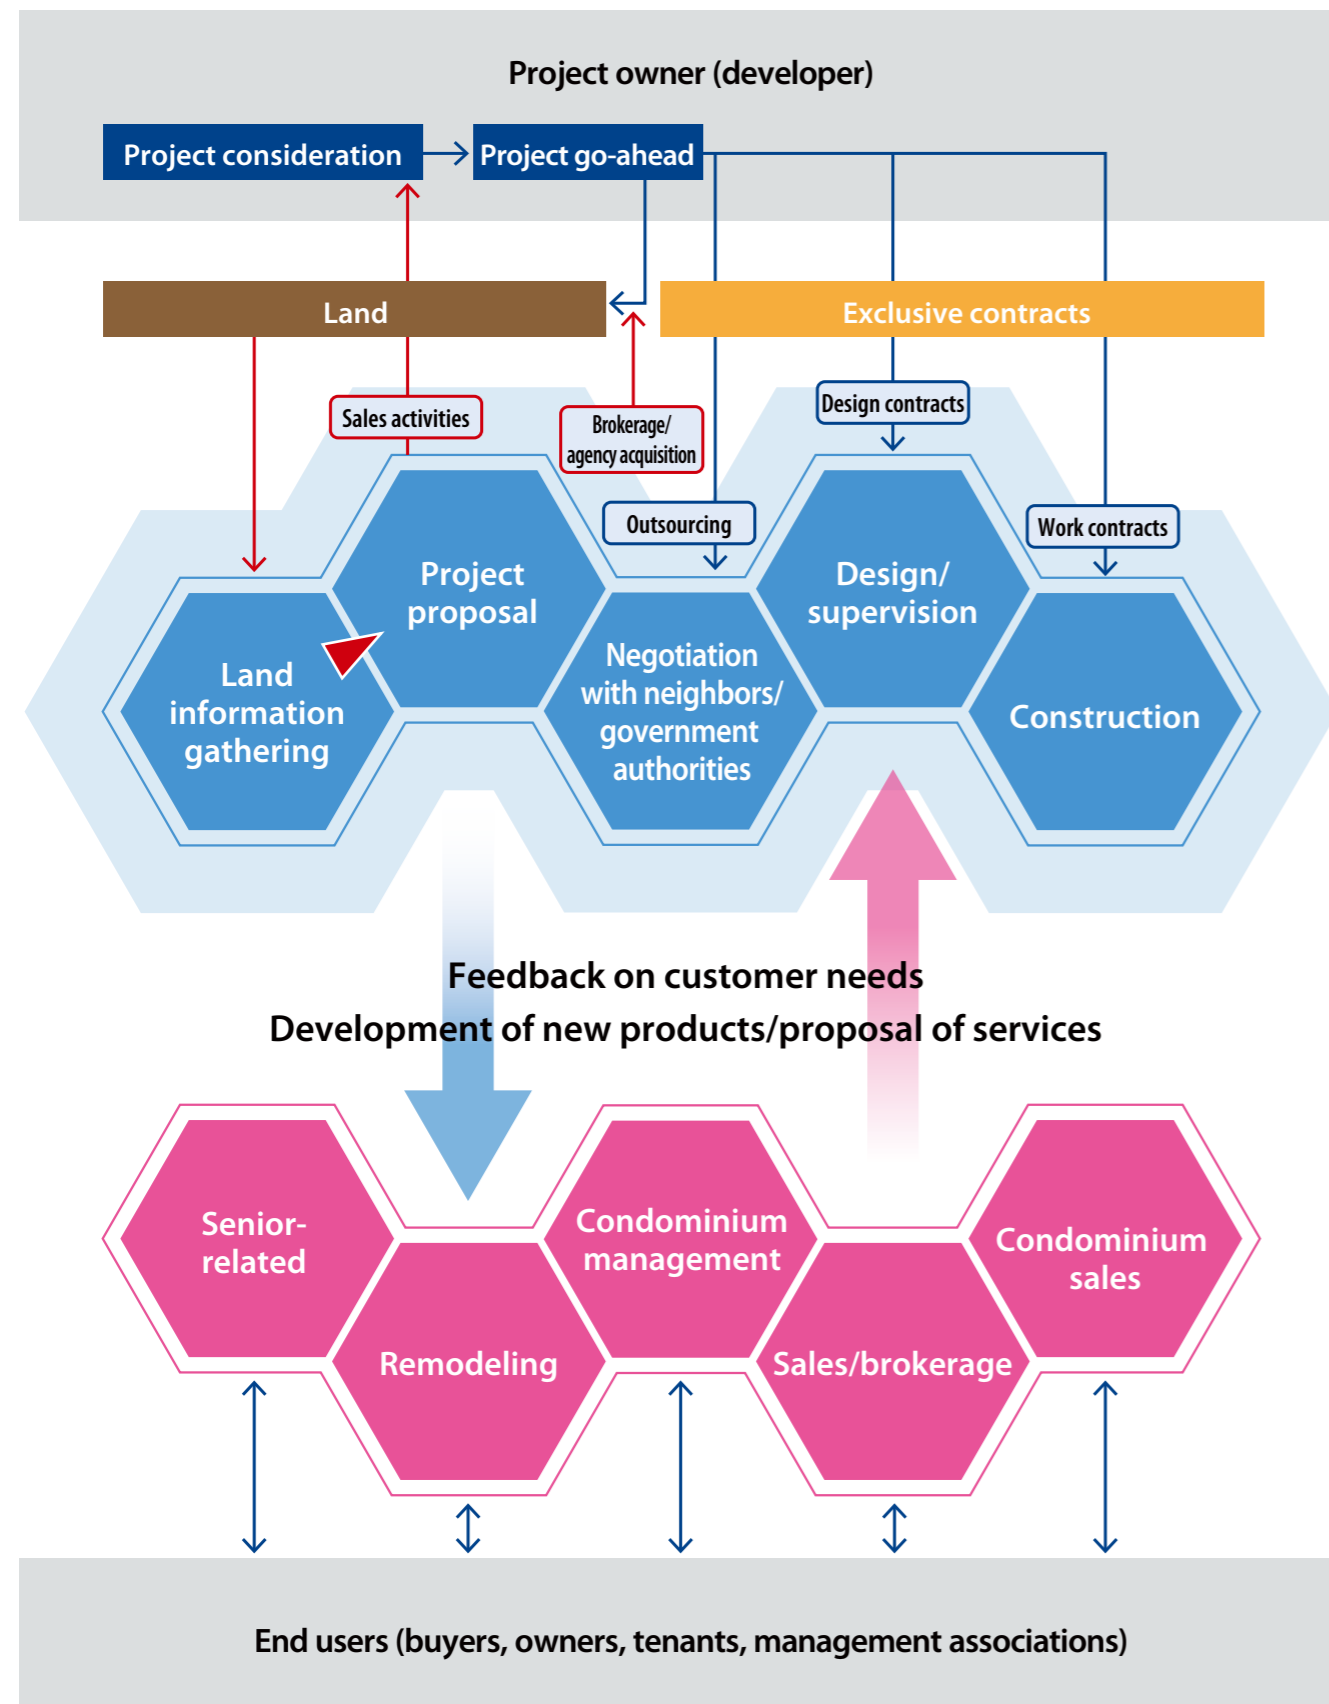 Project owner (developer)
Project consideration
Project go-ahead
Land
Exclusive contracts
Sales activities
Brokerage/
agency acquisition
Design contracts
Outsourcing
Work contracts
Land
information
gathering
Project
proposal
Negotiation
with neighbors/
government
authorities
Design/
supervision
Construction
Feedback on customer needs
Development of new products/proposal of services
Senior-
related
Remodeling
Condominium
management
Sales/brokerage
Condominium
sales
End users (buyers, owners, tenants, management associations)